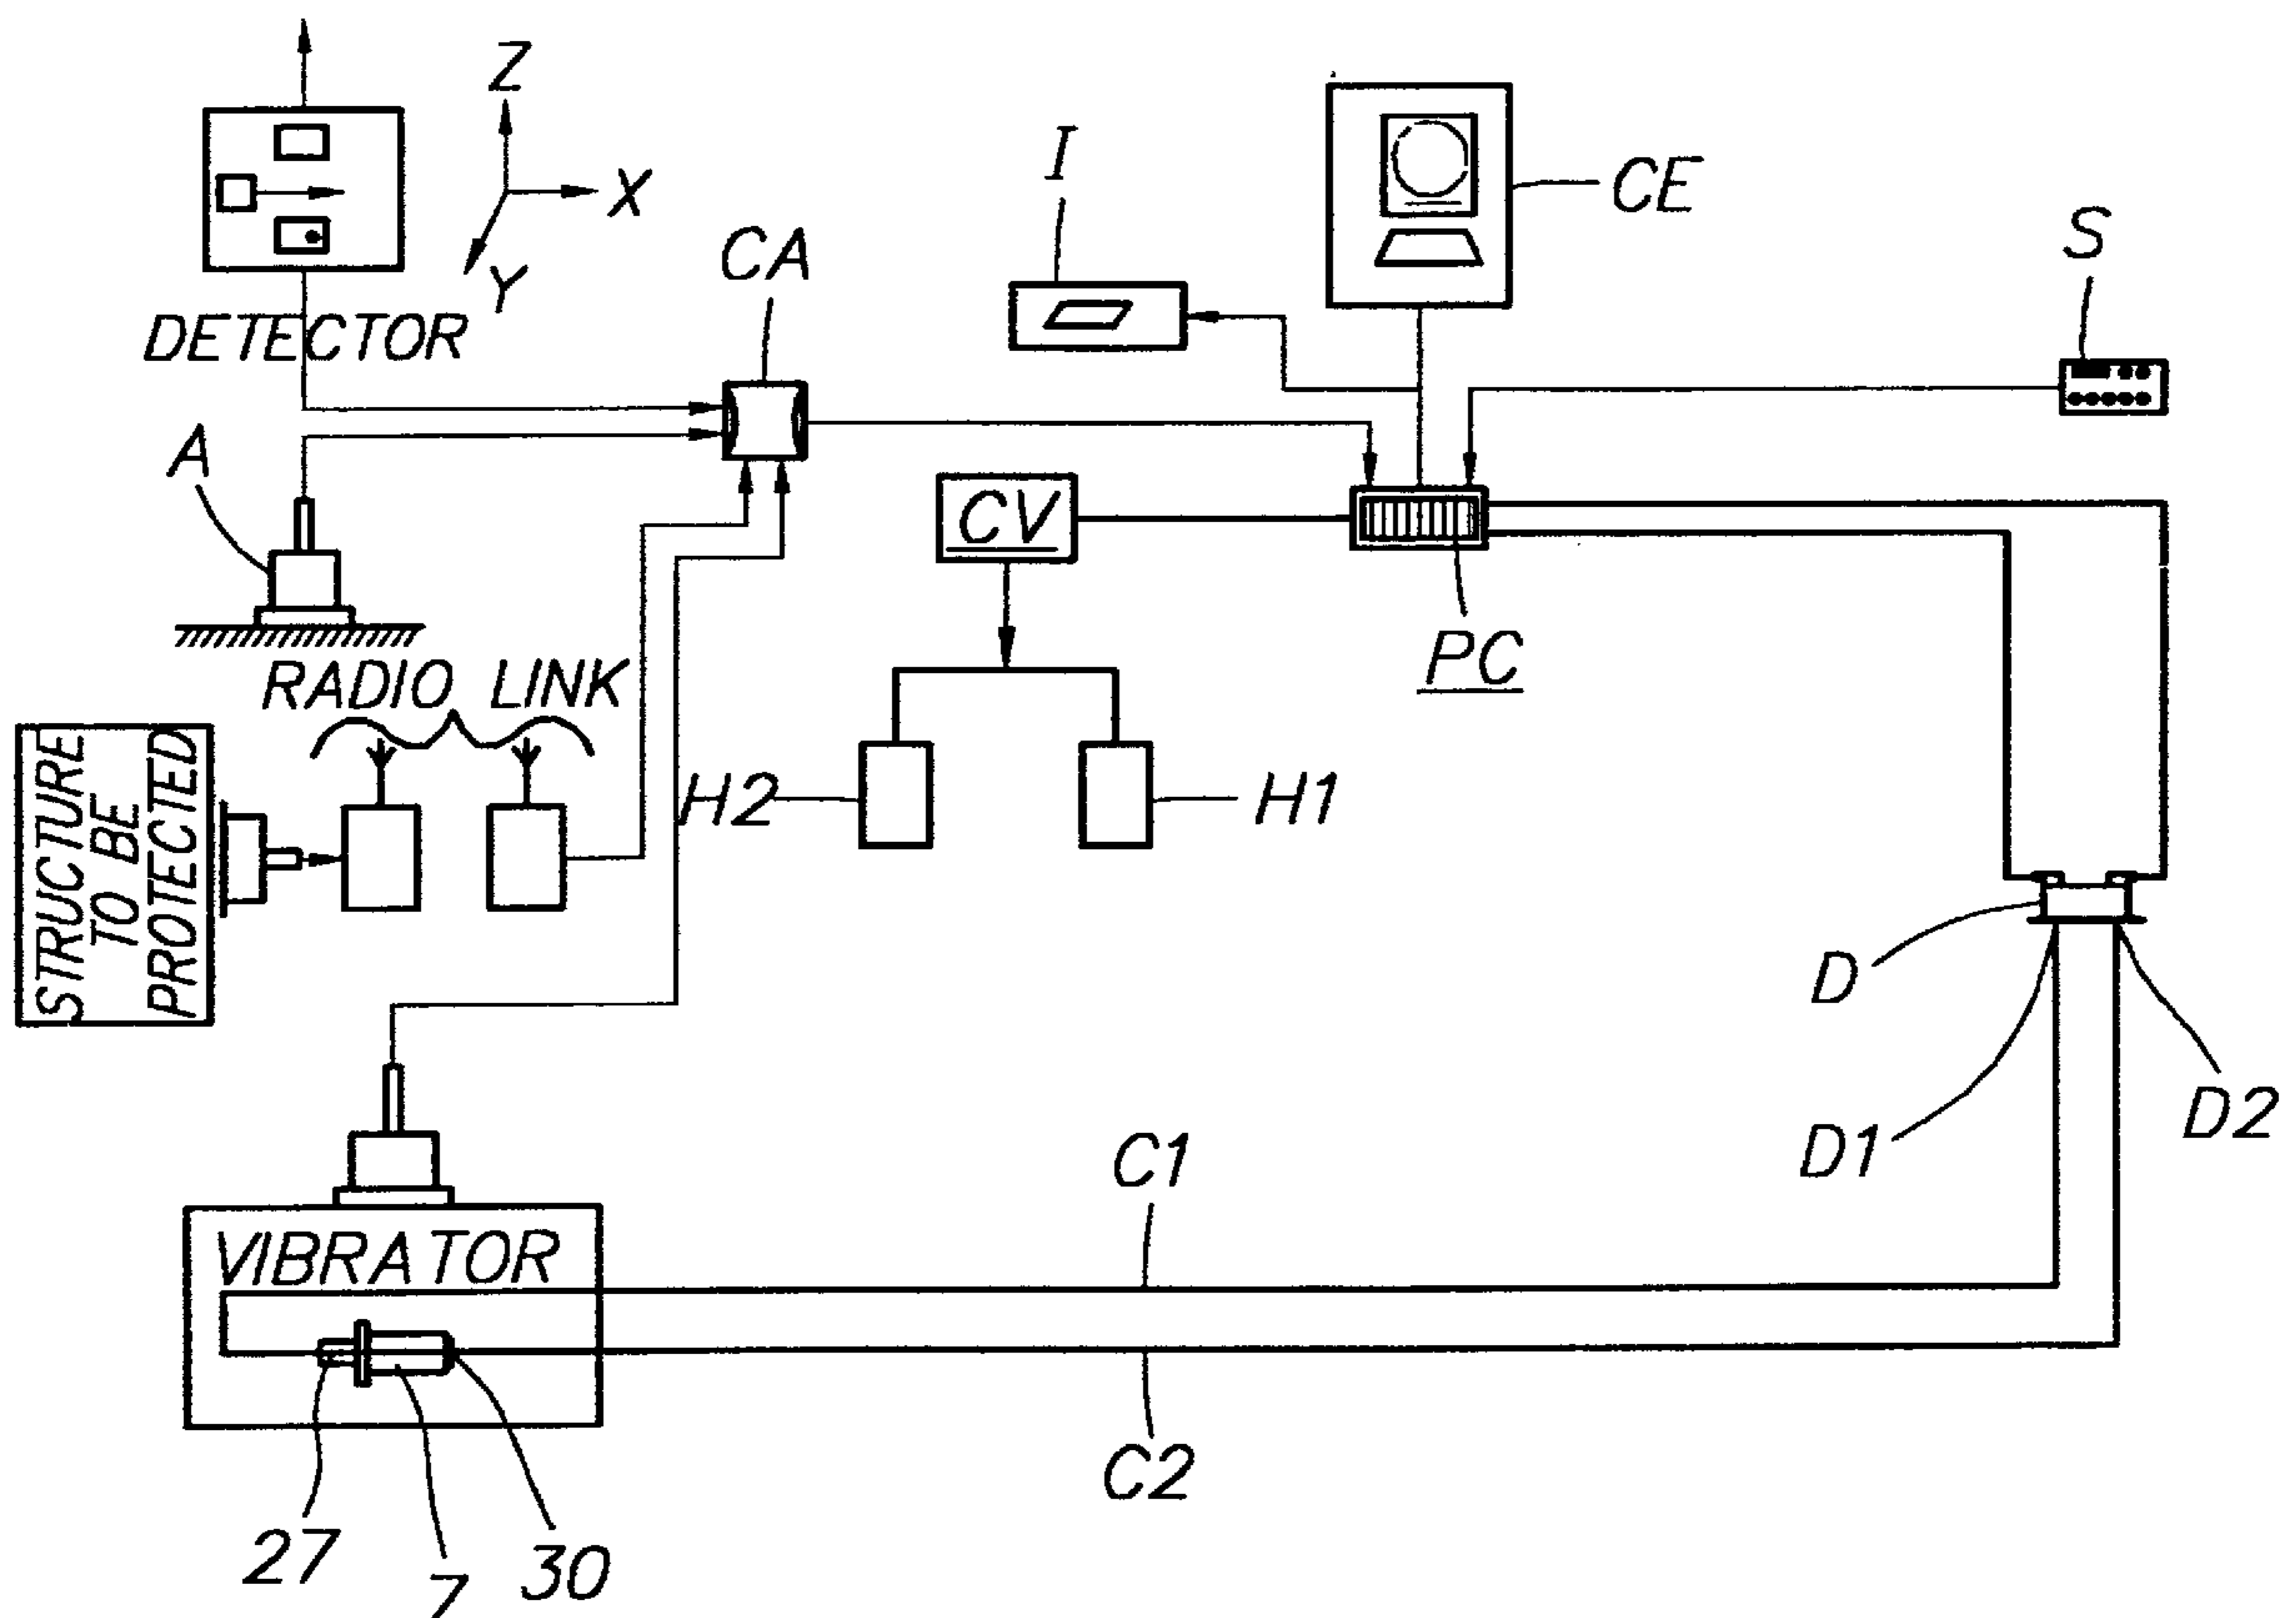 Z
X
Y
DETECTOR
CA
I
CE
S
A
CV
PC
RADIO LINK
STRUCTURE
TO BE
PROTECTED
H2
H1
D
D1
D2
VIBRATOR
C1
C2
27
7
30